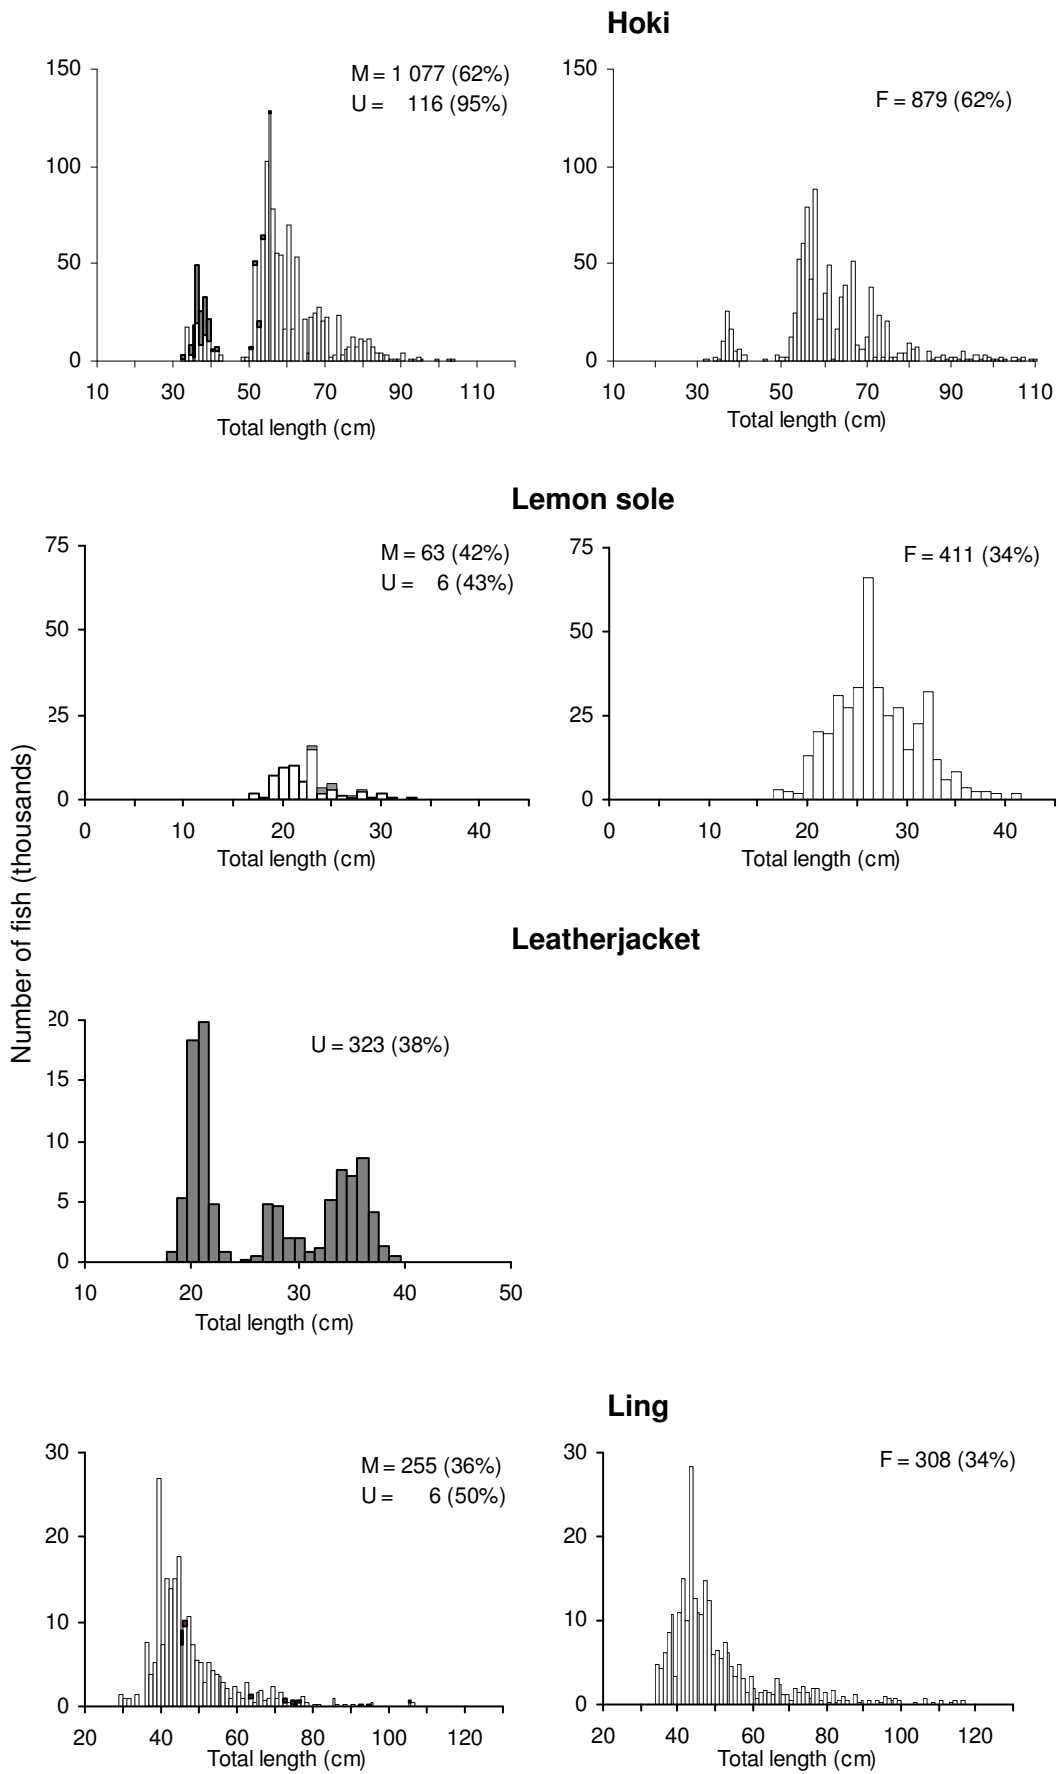 Hoki
150
100
50
0
M = 1 077 (62%)
U = 116 (95%)
10 30 50 70 90 110
Total length (cm)
150
100
50
0
F = 879 (62%)
10 30 50 70 90 110
Total length (cm)
Lemon sole
75
50
25
0
M = 63 (42%)
U = 6 (43%)
0 10 20 30 40
Total length (cm)
75
50
25
0
F = 411 (34%)
0 10 20 30 40
Total length (cm)
Number of fish (thousands)
Leatherjacket
20
15
10
5
0
U = 323 (38%)
10 20 30 40 50
Total length (cm)
Ling
30
20
10
0
M = 255 (36%)
U = 6 (50%)
20 40 60 80 100 120
Total length (cm)
30
20
10
0
F = 308 (34%)
20 40 60 80 100 120
Total length (cm)